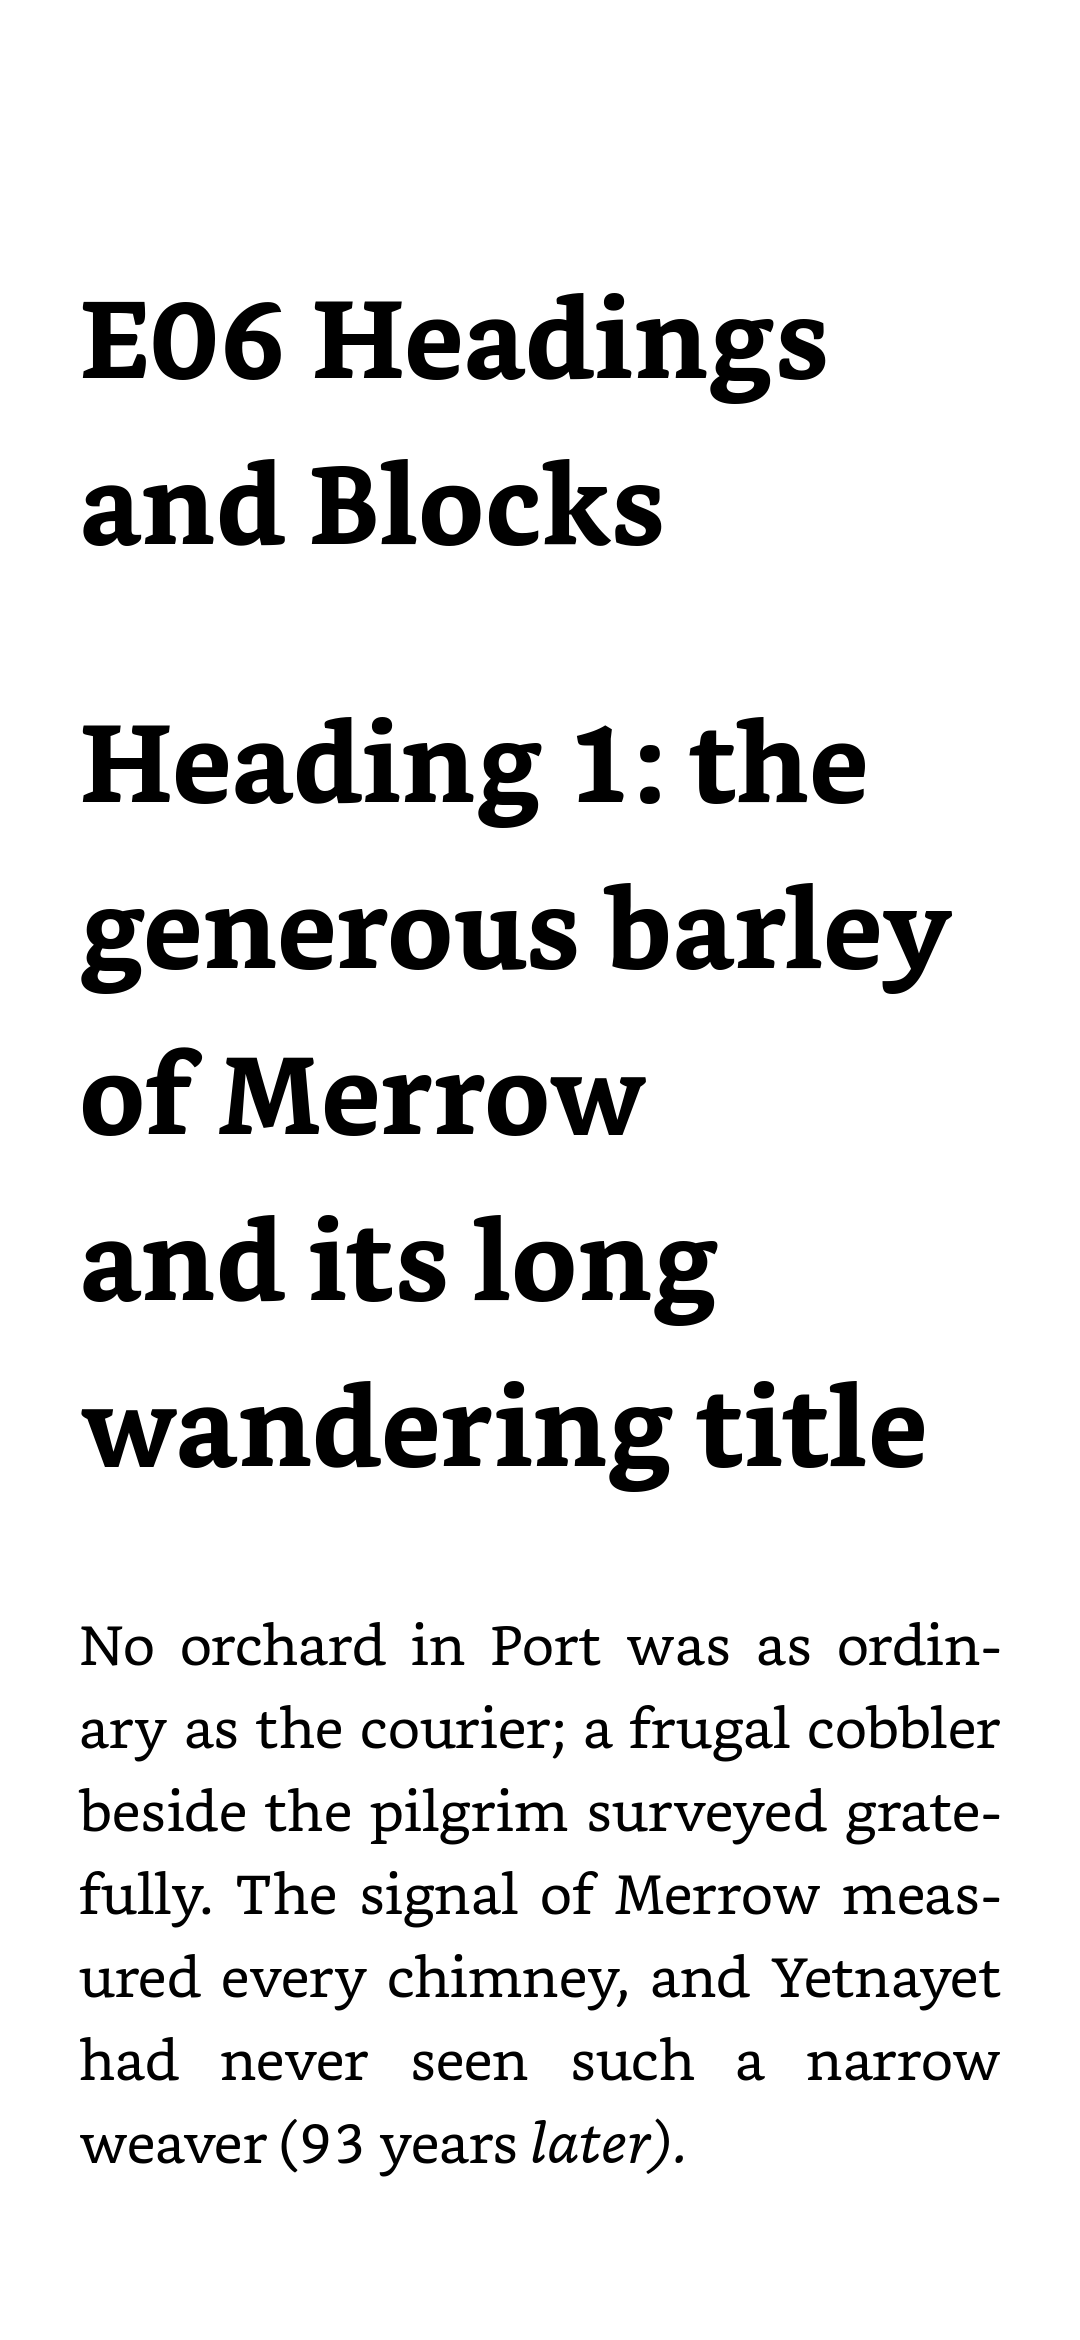 E06 Headings
and Blocks
Heading 1: the
generous barley
of Merrow
and its long
wandering title
No orchard in Port was as ordin-
ary as the courier; a frugal cobbler
beside the pilgrim surveyed grate-
fully. The signal of Merrow meas-
ured every chimney, and Yetnayet
had never seen such a narrow
weaver (93 years later).